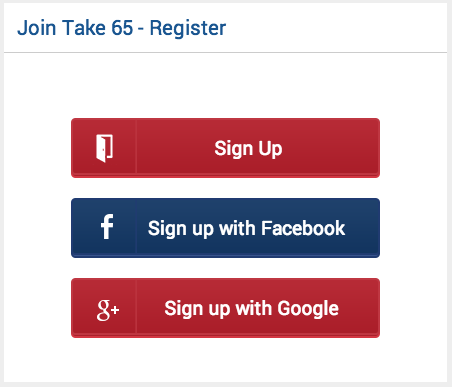 Join Take 65 - Register
Sign Up
f Sign up with Facebook
g+ Sign up with Google